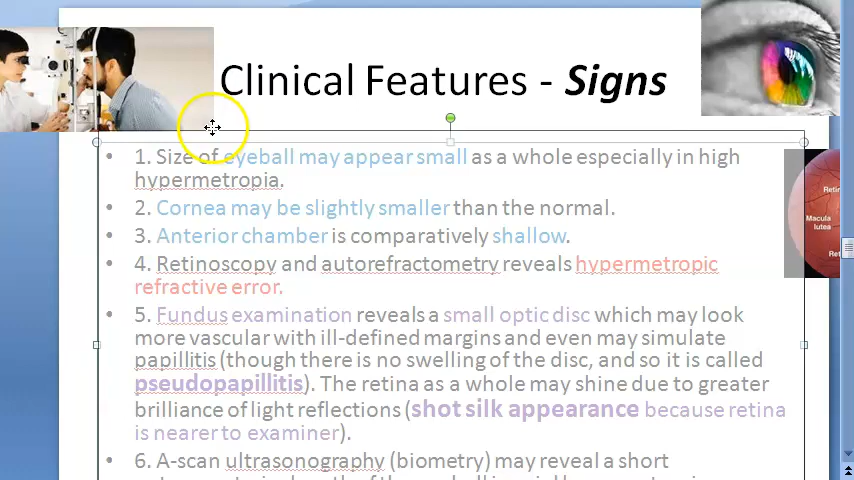 Clinical Features - Signs
• 1. Size of eyeball may appear small as a whole especially in high
hypermetropia.
• 2. Cornea may be slightly smaller than the normal.
• 3. Anterior chamber is comparatively shallow.
• 4. Retinoscopy and autorefractometry reveals hypermetropic
refractive error.
• 5. Fundus examination reveals a small optic disc which may look
more vascular with ill-defined margins and even may simulate
papillitis (though there is no swelling of the disc, and so it is called
pseudopapillitis). The retina as a whole may shine due to greater
brilliance of light reflections (shot silk appearance because retina
is nearer to examiner).
• 6. A-scan ultrasonography (biometry) may reveal a short
Macula
lutea